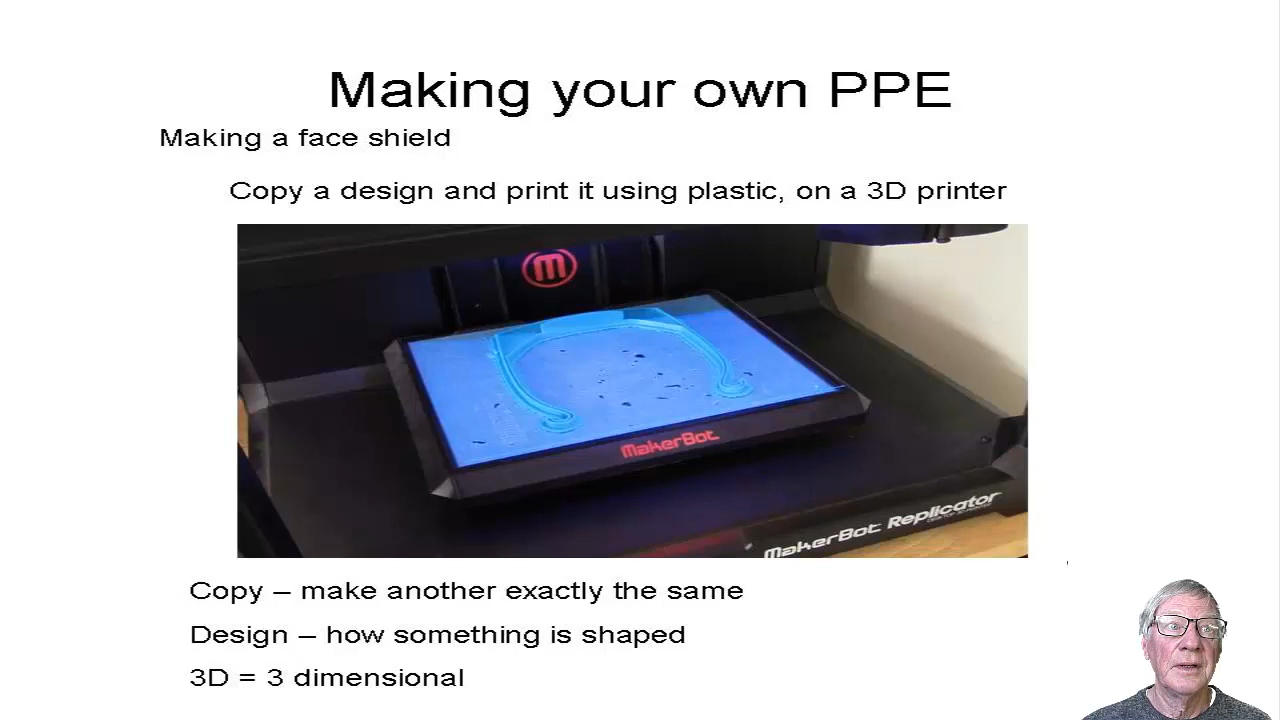 Making your own PPE
Making a face shield
Copy a design and print it using plastic, on a 3D printer
MakerBot
MakerBot Replicator
Copy – make another exactly the same
Design – how something is shaped
3D = 3 dimensional